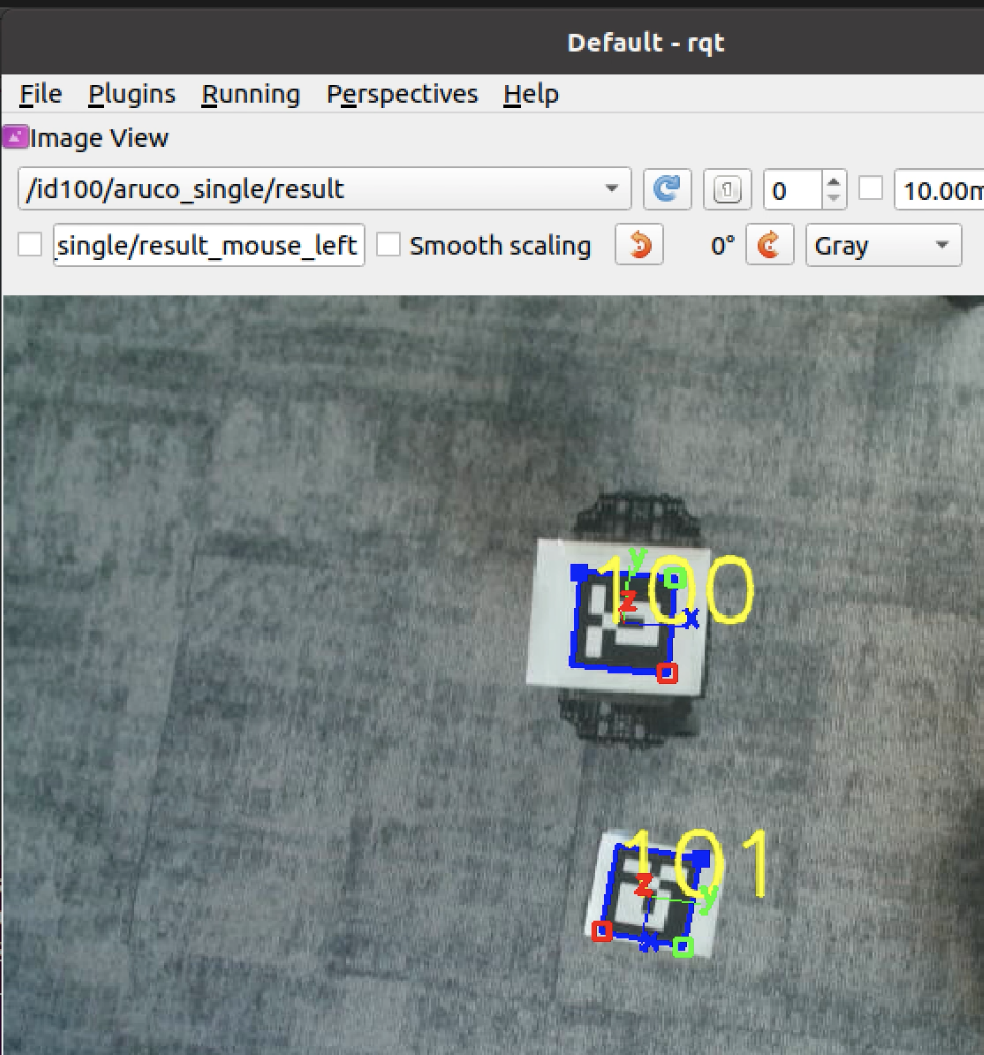 Default - rqt
File Plugins Running Perspectives Help
Image View
/id100/aruco_single/result 0 10.00m
_single/result_mouse_left Smooth scaling 0° Gray
100
y
z
x
101
z
y
x